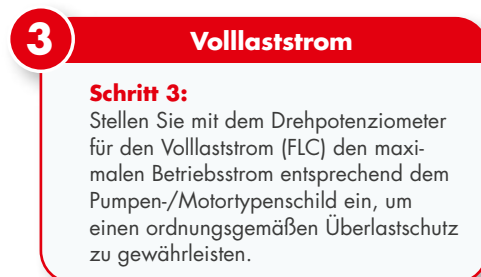 3
Volllaststrom
Schritt 3:
Stellen Sie mit dem Drehpotenziometer
für den Volllaststrom (FLC) den maxi-
malen Betriebsstrom entsprechend dem
Pumpen-/Motortypenschild ein, um
einen ordnungsgemäßen Überlastschutz
zu gewährleisten.